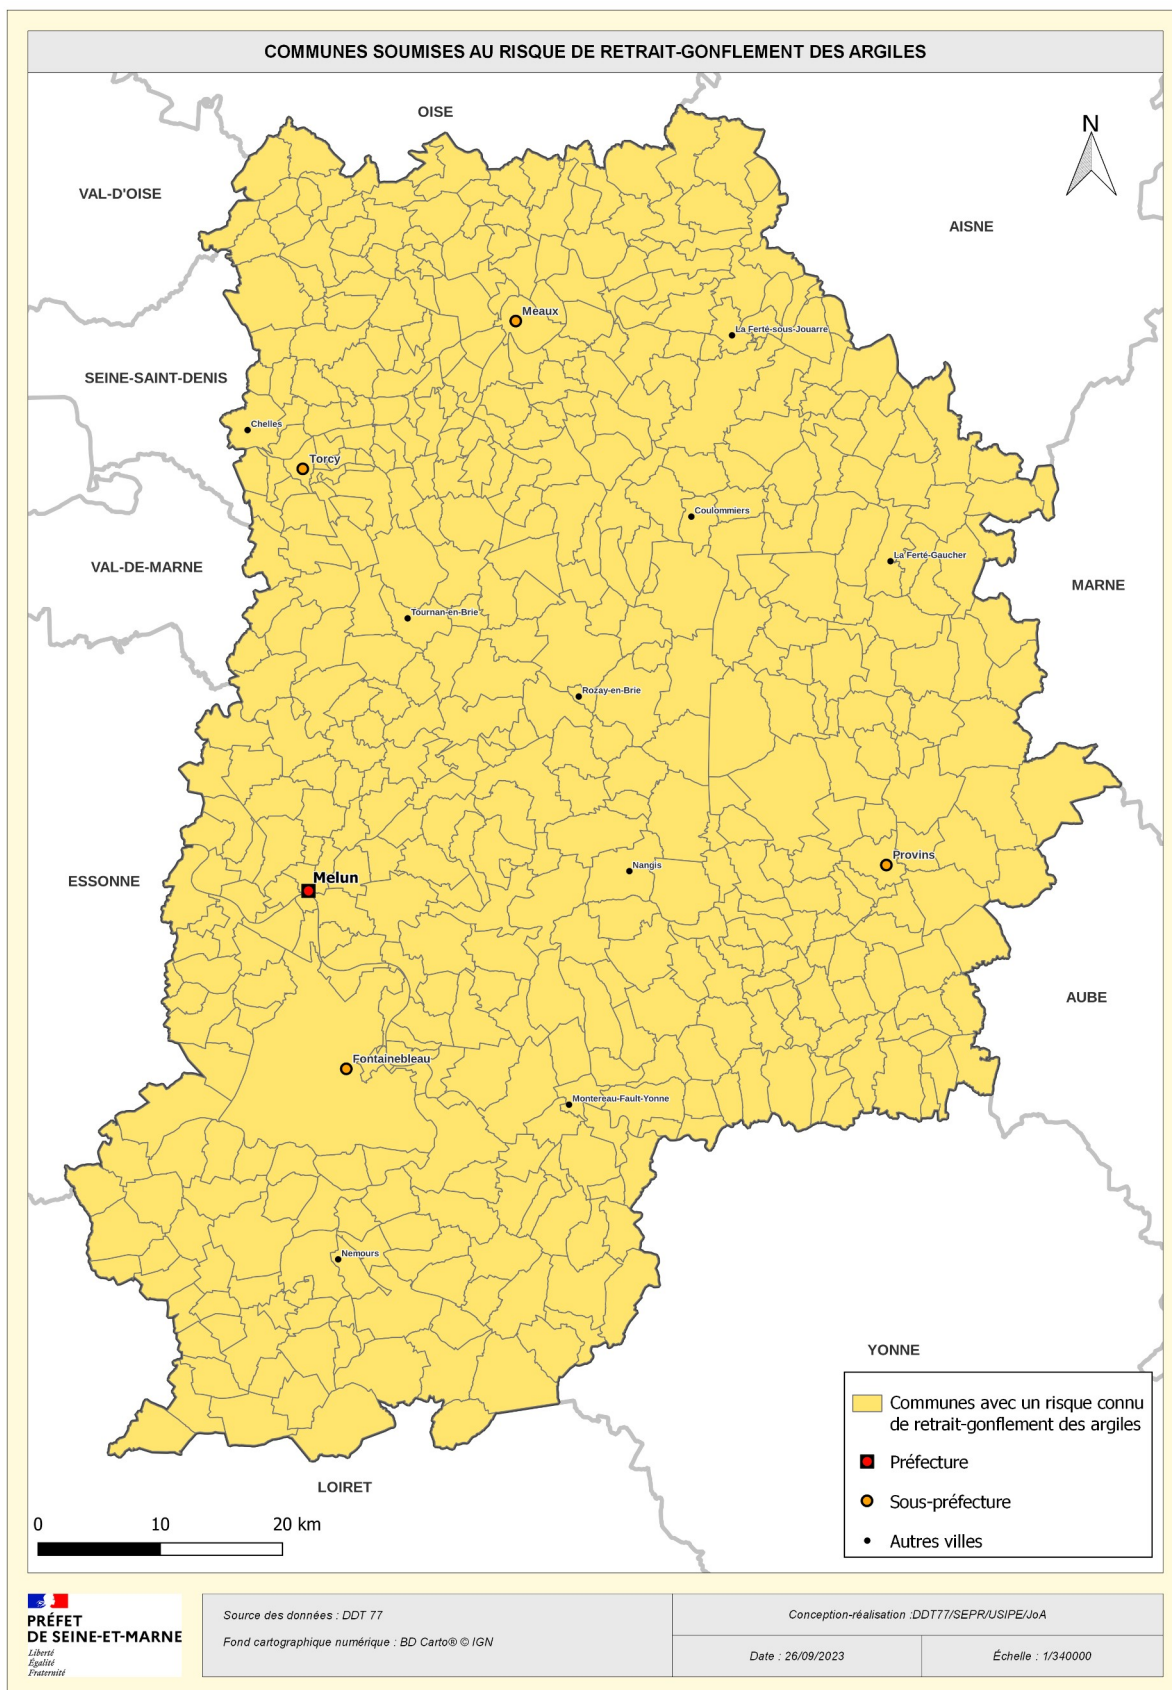 COMMUNES SOUMISES AU RISQUE DE RETRAIT-GONFLEMENT DES ARGILES
OISE
N
VAL-D'OISE
AISNE
Meaux
La Ferté-sous-Jouarre
SEINE-SAINT-DENIS
Chelles
Torcy
Coulommiers
La Ferté-Gaucher
VAL-DE-MARNE
MARNE
Tournan-en-Brie
Rozay-en-Brie
Provins
Nangis
ESSONNE
Melun
AUBE
Fontainebleau
Montereau-Fault-Yonne
Nemours
YONNE
Communes avec un risque connu
de retrait-gonflement des argiles
Préfecture
Sous-préfecture
Autres villes
LOIRET
0 10 20 km
PRÉFET
DE SEINE-ET-MARNE
Liberté
Égalité
Fraternité
Source des données : DDT 77
Fond cartographique numérique : BD Carto® © IGN
Conception-réalisation :DDT77/SEPR/USIPE/JoA
Date : 26/09/2023
Échelle : 1/340000